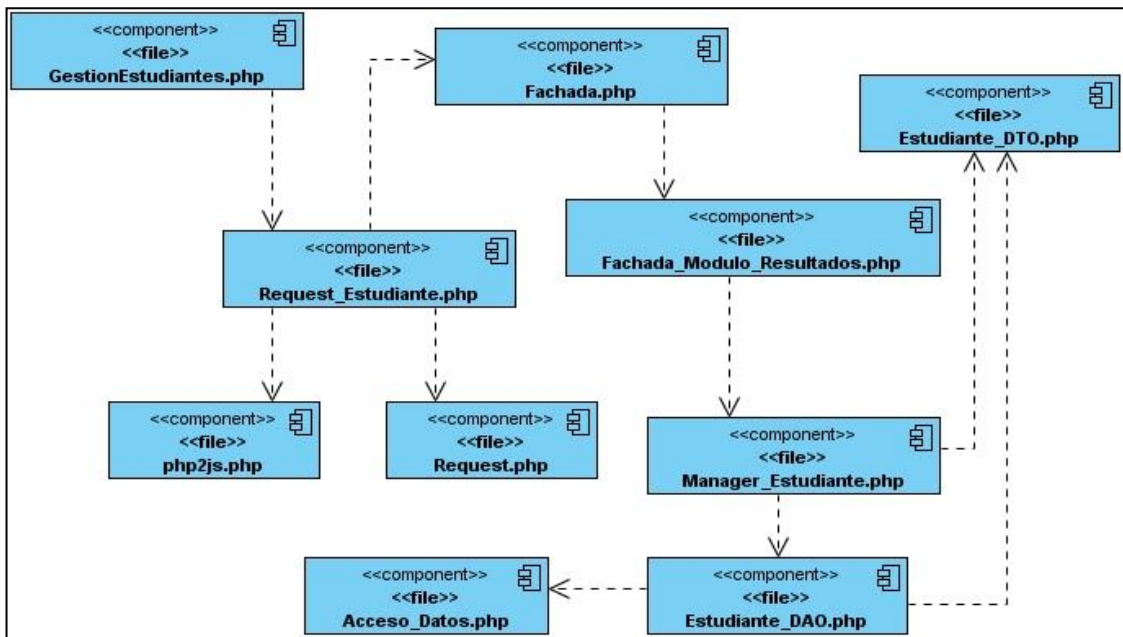 <<component>>
<<file>>
GestionEstudiantes.php
<<component>>
<<file>>
Fachada.php
<<component>>
<<file>>
Estudiante_DTO.php
<<component>>
<<file>>
Fachada_Modulo_Resultados.php
<<component>>
<<file>>
Request_Estudiante.php
<<component>>
<<file>>
php2js.php
<<component>>
<<file>>
Request.php
<<component>>
<<file>>
Manager_Estudiante.php
<<component>>
<<file>>
Acceso_Datos.php
<<component>>
<<file>>
Estudiante_DAO.php